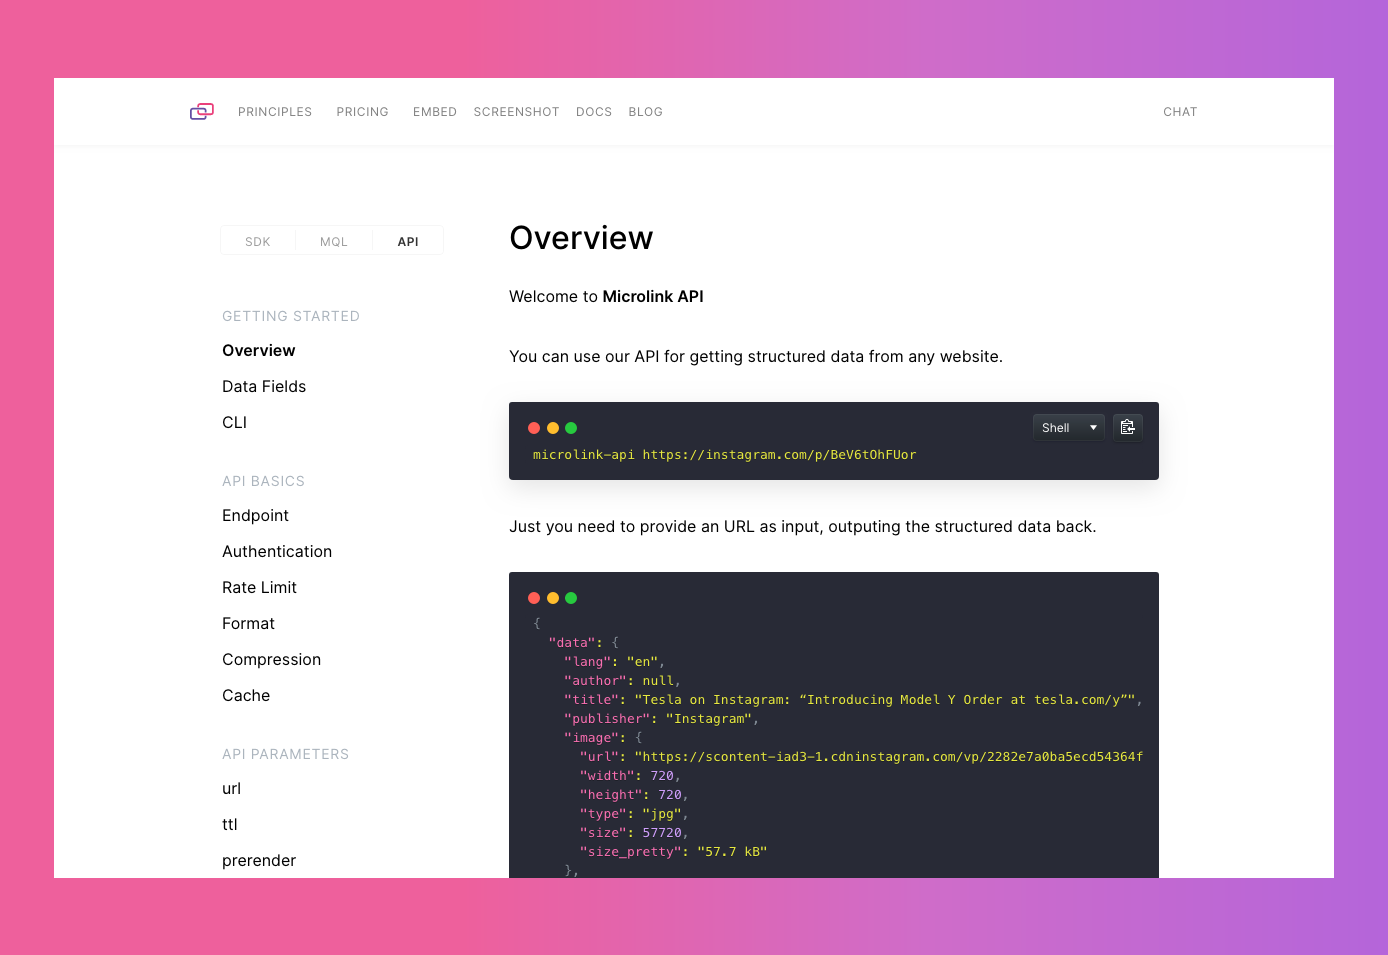 PRINCIPLES PRICING EMBED SCREENSHOT DOCS BLOG CHAT
SDK MQL API
GETTING STARTED
Overview
Data Fields
CLI
API BASICS
Endpoint
Authentication
Rate Limit
Format
Compression
Cache
API PARAMETERS
url
ttl
prerender
Overview
Welcome to Microlink API
You can use our API for getting structured data from any website.
Shell
microlink-api https://instagram.com/p/BeV6tOhFUor
Just you need to provide an URL as input, outputing the structured data back.
{
"data": {
"lang": "en",
"author": null,
"title": "Tesla on Instagram: “Introducing Model Y Order at tesla.com/y”",
"publisher": "Instagram",
"image": {
"url": "https://scontent-iad3-1.cdninstagram.com/vp/2282e7a0ba5ecd54364f
"width": 720,
"height": 720,
"type": "jpg",
"size": 57720,
"size_pretty": "57.7 kB"
},